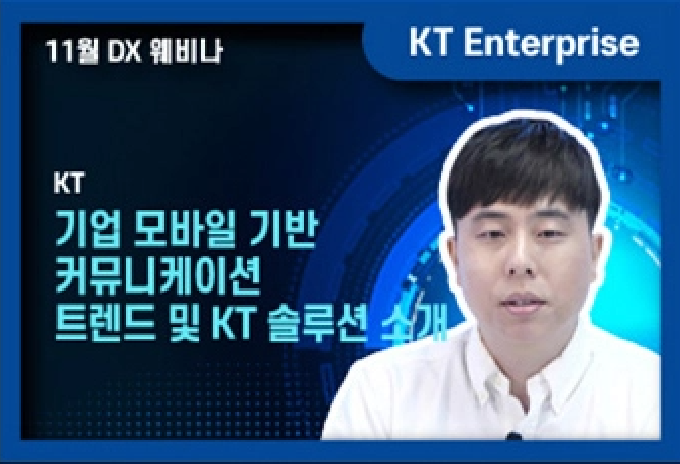 11월 DX 웨비나
KT Enterprise
KT
기업 모바일 기반
커뮤니케이션
트렌드 및 KT 솔루션 소개